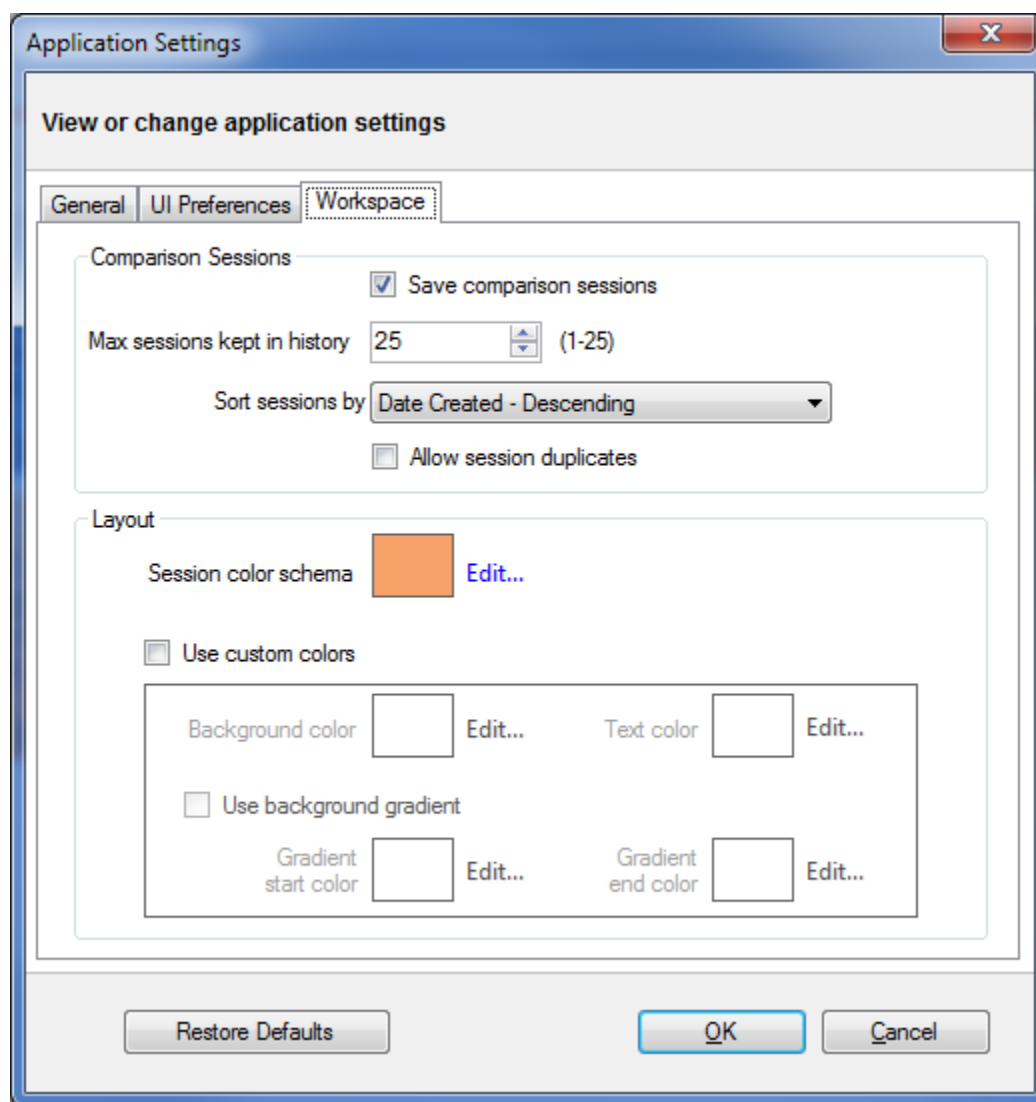 Application Settings
View or change application settings
General UI Preferences Workspace
Comparison Sessions
Save comparison sessions
Max sessions kept in history 25 (1-25)
Sort sessions by Date Created - Descending
Allow session duplicates
Layout
Session color schema Edit...
Use custom colors
Background color Edit... Text color Edit...
Use background gradient
Gradient
start color Edit... Gradient
end color Edit...
Restore Defaults OK Cancel